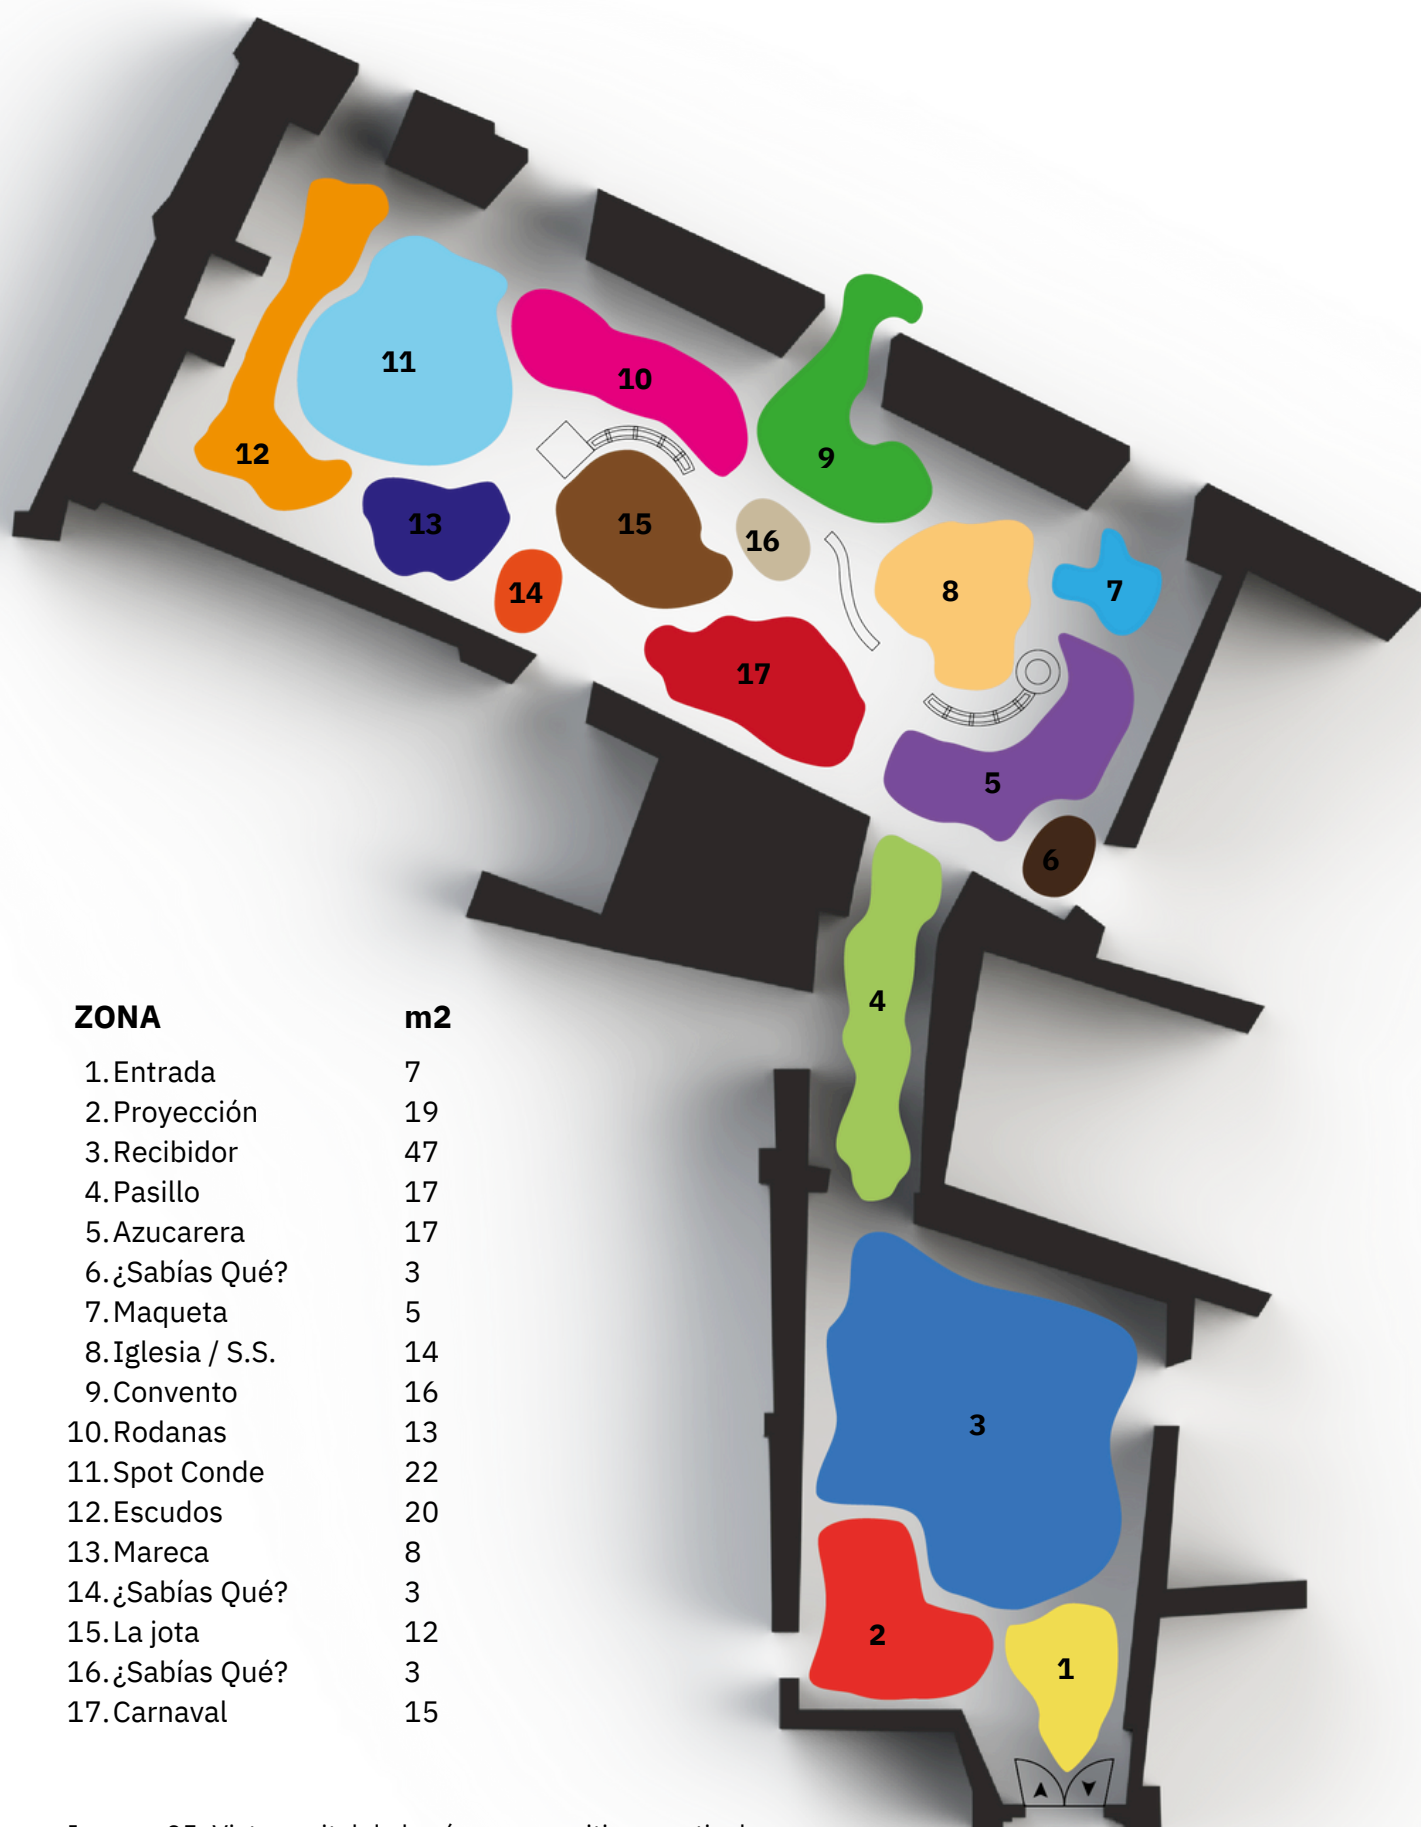 12
11
10
9
13
14
15
16
8
7
17
5
6
4
3
2
1
ZONA m2
1. Entrada 7
2. Proyección 19
3. Recibidor 47
4. Pasillo 17
5. Azucarera 17
6. ¿Sabías Qué? 3
7. Maqueta 5
8. Iglesia / S.S. 14
9. Convento 16
10. Rodanas 13
11. Spot Conde 22
12. Escudos 20
13. Mareca 8
14. ¿Sabías Qué? 3
15. La jota 12
16. ¿Sabías Qué? 3
17. Carnaval 15